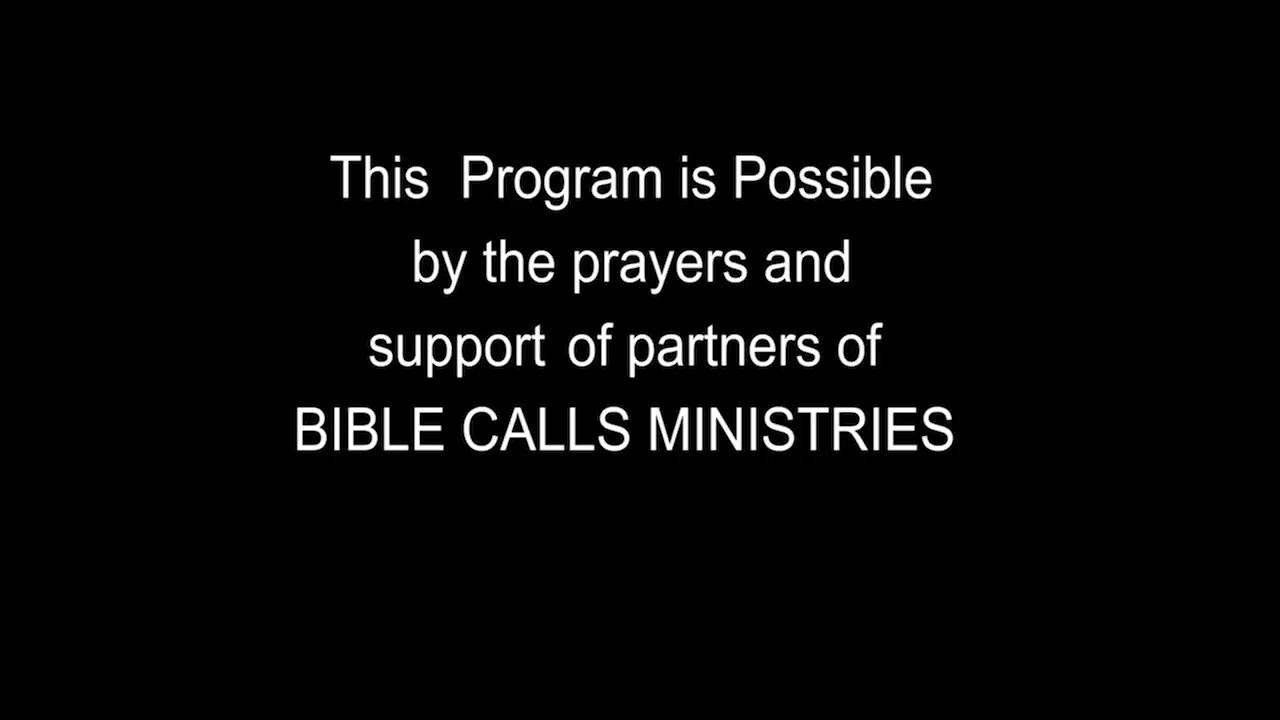 This Program is Possible
by the prayers and
support of partners of
BIBLE CALLS MINISTRIES